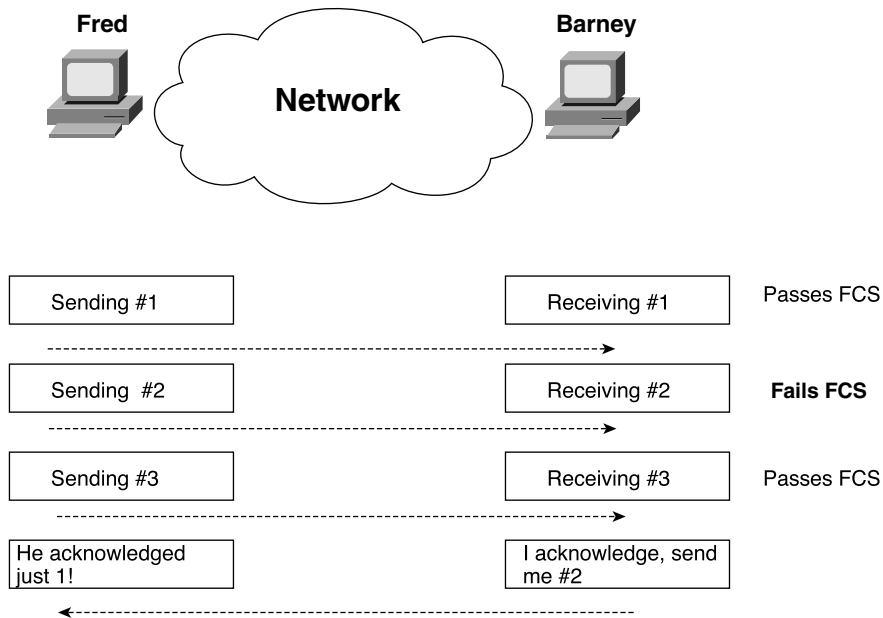 Fred
Barney
Network
Sending #1
Receiving #1
Passes FCS
Sending #2
Receiving #2
Fails FCS
Sending #3
Receiving #3
Passes FCS
He acknowledged
just 1!
I acknowledge, send
me #2